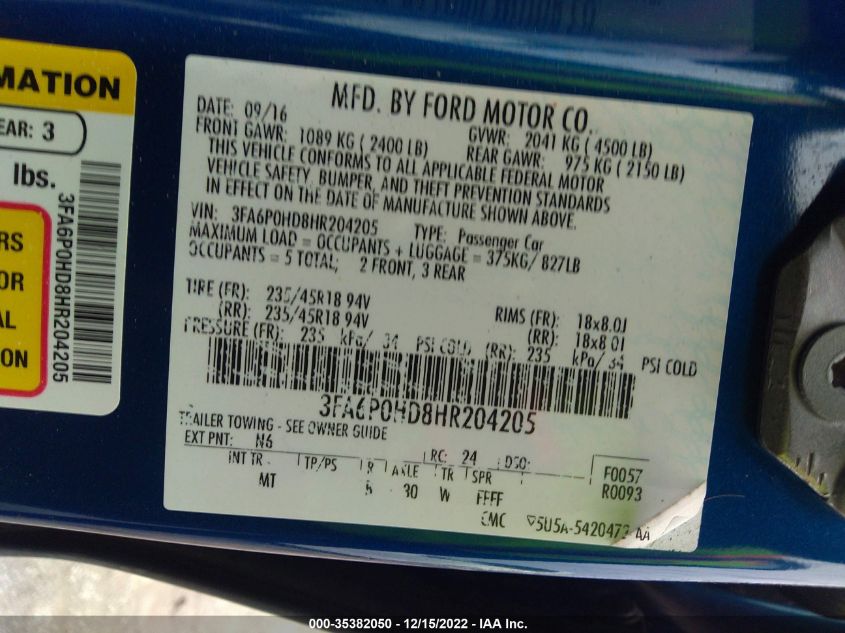 MATION
EAR: 3
lbs.
RS
OR
AL
ON
3FA6P0HD8HR204205
MFD. BY FORD MOTOR CO.
DATE: 09/16
GVWR: 2041 KG ( 4500 LB)
FRONT GAWR: 1089 KG ( 2400 LB)
REAR GAWR: 975 KG ( 2150 LB)
THIS VEHICLE CONFORMS TO ALL APPLICABLE FEDERAL MOTOR
VEHICLE SAFETY, BUMPER, AND THEFT PREVENTION STANDARDS
IN EFFECT ON THE DATE OF MANUFACTURE SHOWN ABOVE.
VIN: 3FA6P0HD8HR204205 TYPE: Passenger Car
MAXIMUM LOAD = OCCUPANTS + LUGGAGE = 375KG/ 827LB
OCCUPANTS = 5 TOTAL; 2 FRONT, 3 REAR
TIRE (FR): 235/45R18 94V RIMS (FR): 18x8.0J
(RR): 235/45R18 94V (RR): 18x8.0J
PRESSURE (FR): 235 kPa/ 34 PSI COLD (RR): 235 kPa/ 34 PSI COLD
3FA6P0HD8HR204205
TRAILER TOWING - SEE OWNER GUIDE
EXT PNT: N6 RC: 24 DSO: F0057
INT TR TP/PS R AXLE TR SPR R0093
MT W FFFF
▽5U5A-5420473-AA
000-35382050 - 12/15/2022 - IAA Inc.